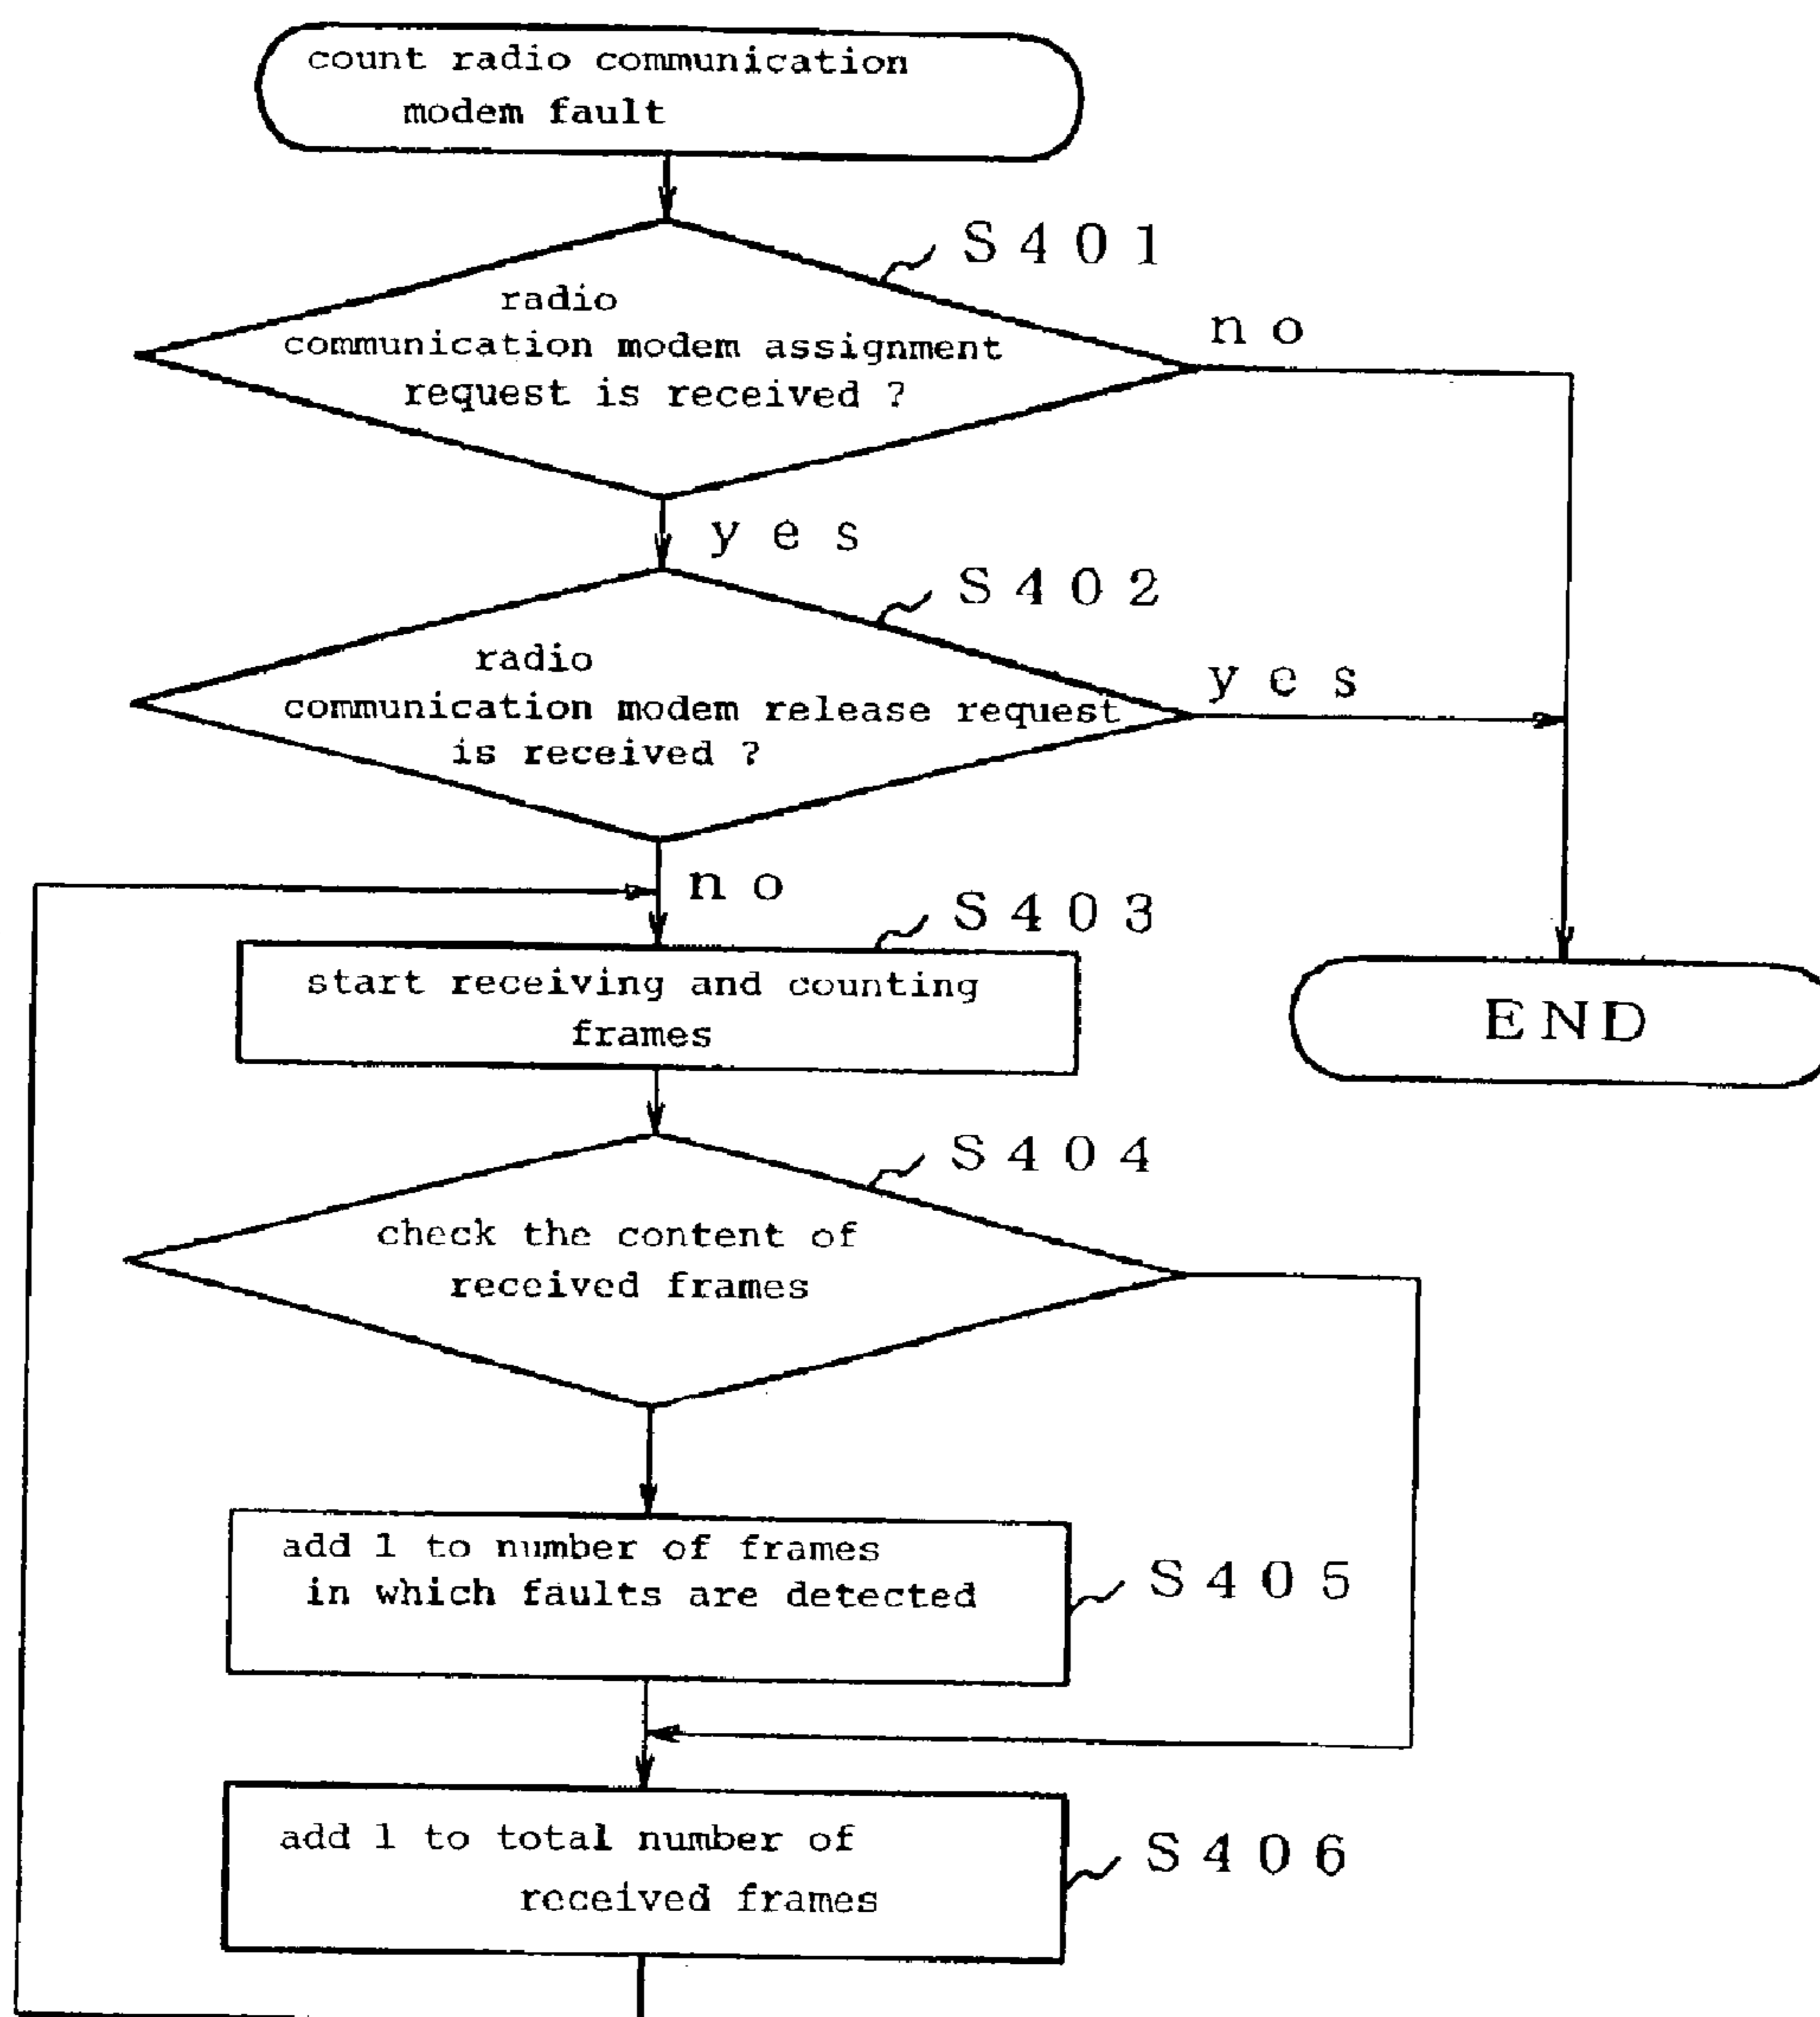 count radio communication
modem fault
S401
radio
communication modem assignment
request is received ?
no
yes
S402
radio
communication modem release request
is received ?
yes
no
S403
start receiving and counting
frames
END
S404
check the content of
received frames
add 1 to number of frames
in which faults are detected
S405
add 1 to total number of
received frames
S406